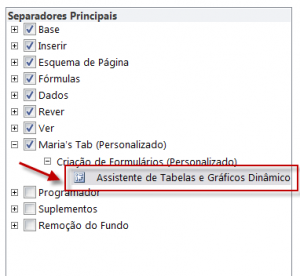 Separadores Principais
Base
Inserir
Esquema de Página
Fórmulas
Dados
Rever
Ver
Maria's Tab (Personalizado)
Criação de Formulários (Personalizado)
Assistente de Tabelas e Gráficos Dinâmico
Programador
Suplementos
Remoção do Fundo